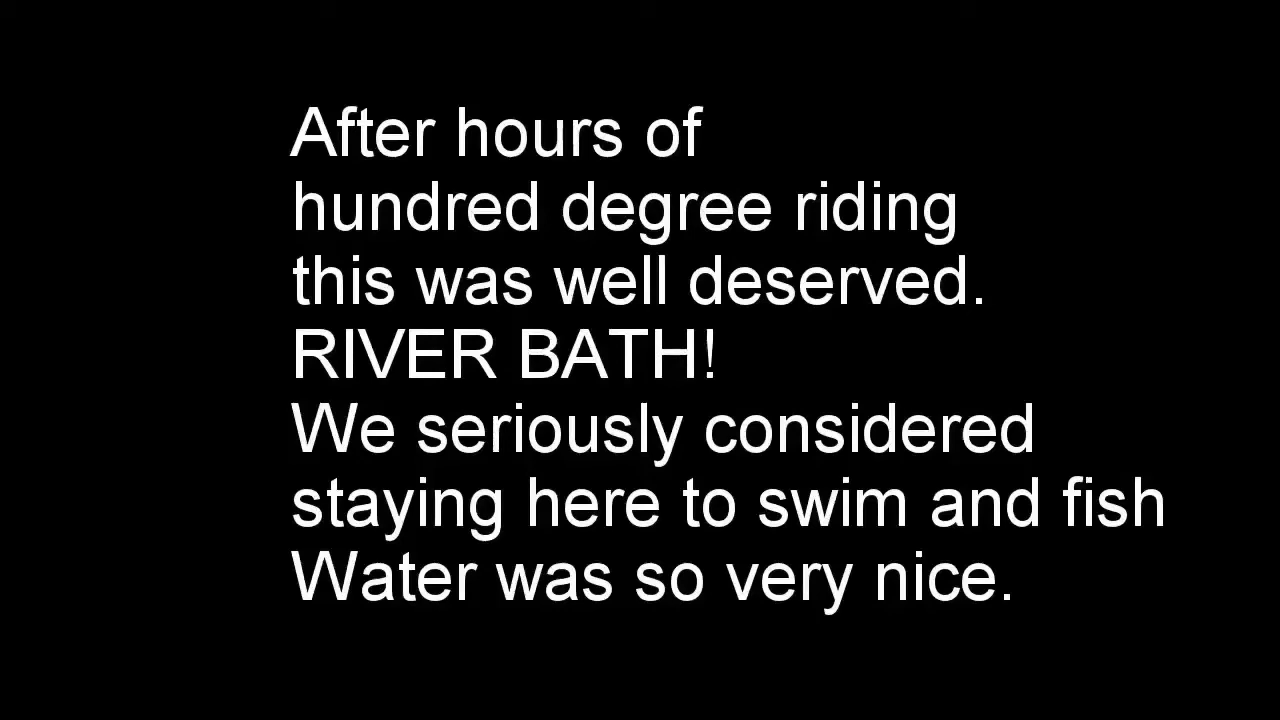 After hours of
hundred degree riding
this was well deserved.
RIVER BATH!
We seriously considered
staying here to swim and fish
Water was so very nice.